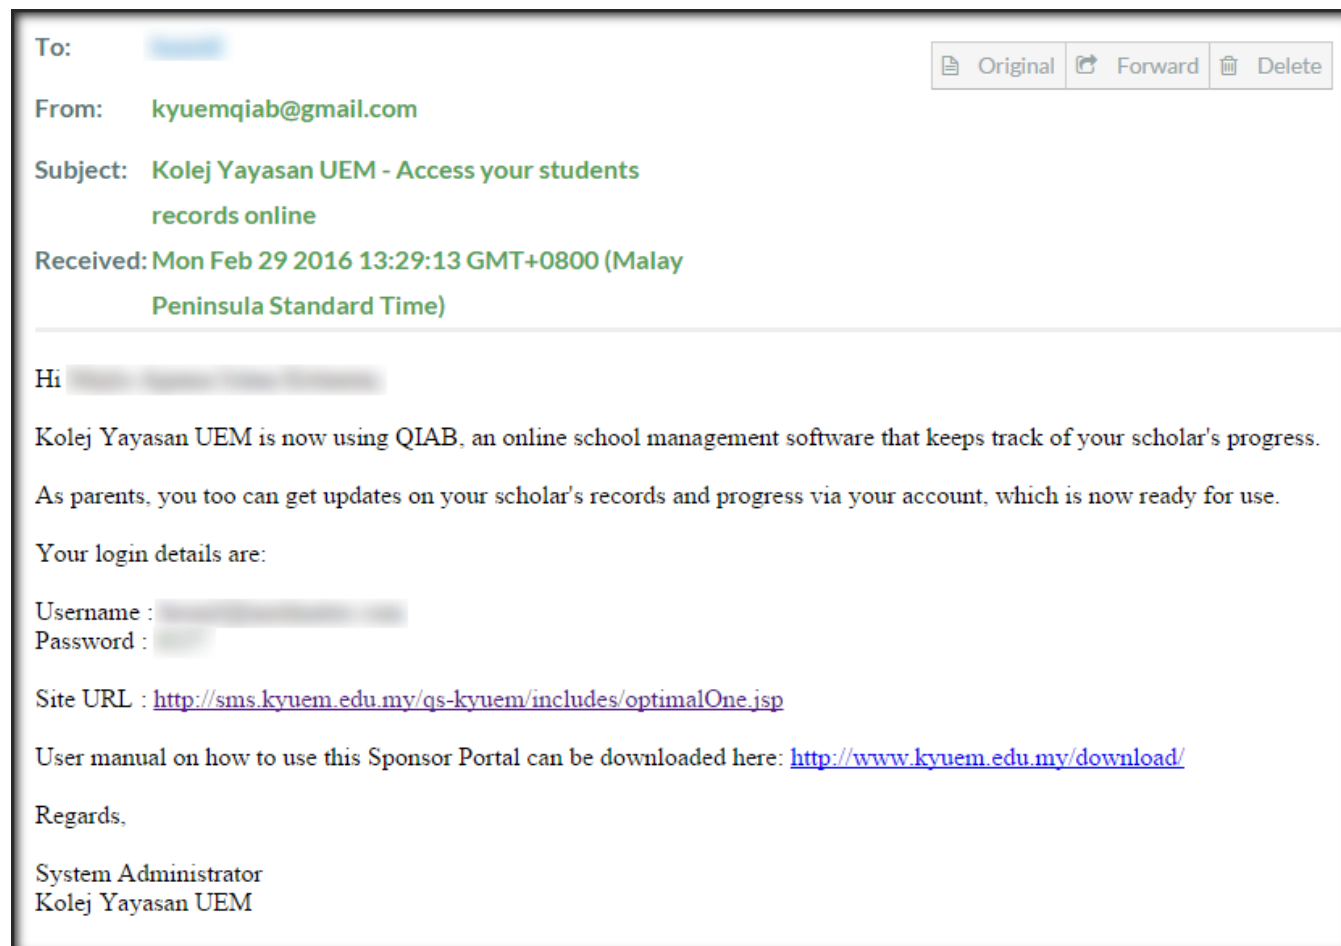 To:
Original Forward Delete
From: kyuemqiab@gmail.com
Subject: Kolej Yayasan UEM - Access your students
records online
Received: Mon Feb 29 2016 13:29:13 GMT+0800 (Malay
Peninsula Standard Time)
Hi
Kolej Yayasan UEM is now using QIAB, an online school management software that keeps track of your scholar's progress.
As parents, you too can get updates on your scholar's records and progress via your account, which is now ready for use.
Your login details are:
Username :
Password :
Site URL : http://sms.kyuem.edu.my/qs-kyuem/includes/optimalOne.jsp
User manual on how to use this Sponsor Portal can be downloaded here: http://www.kyuem.edu.my/download/
Regards,
System Administrator
Kolej Yayasan UEM